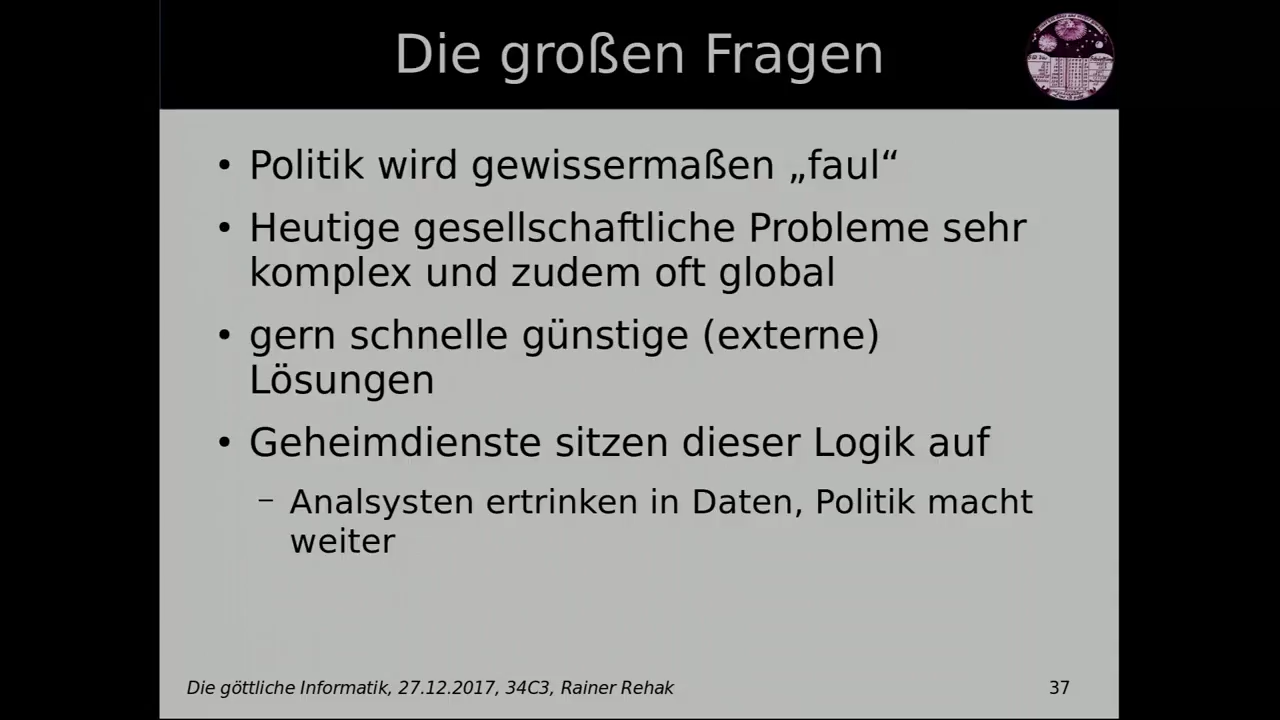 Die großen Fragen
• Politik wird gewissermaßen „faul“
• Heutige gesellschaftliche Probleme sehr
komplex und zudem oft global
• gern schnelle günstige (externe)
Lösungen
• Geheimdienste sitzen dieser Logik auf
– Analsysten ertrinken in Daten, Politik macht
weiter
Die göttliche Informatik, 27.12.2017, 34C3, Rainer Rehak
37